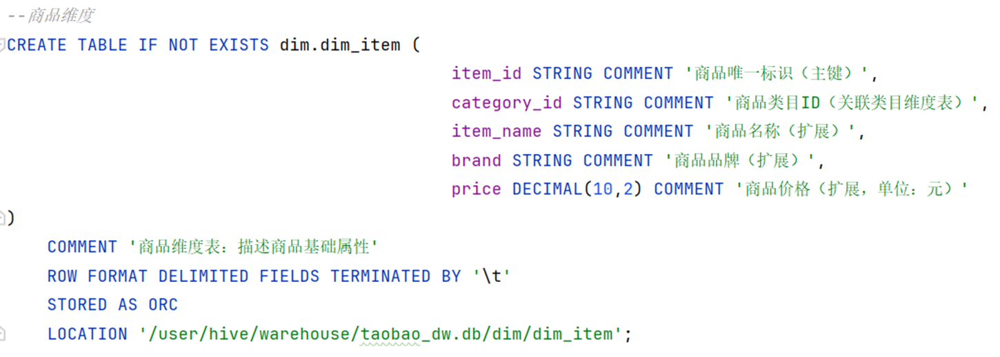 --商品维度
CREATE TABLE IF NOT EXISTS dim.dim_item (
item_id STRING COMMENT '商品唯一标识（主键）',
category_id STRING COMMENT '商品类目ID（关联类目维度表）',
item_name STRING COMMENT '商品名称（扩展）',
brand STRING COMMENT '商品品牌（扩展）',
price DECIMAL(10,2) COMMENT '商品价格（扩展，单位：元）'
)
COMMENT '商品维度表：描述商品基础属性'
ROW FORMAT DELIMITED FIELDS TERMINATED BY '\t'
STORED AS ORC
LOCATION '/user/hive/warehouse/taobao_dw.db/dim/dim_item';